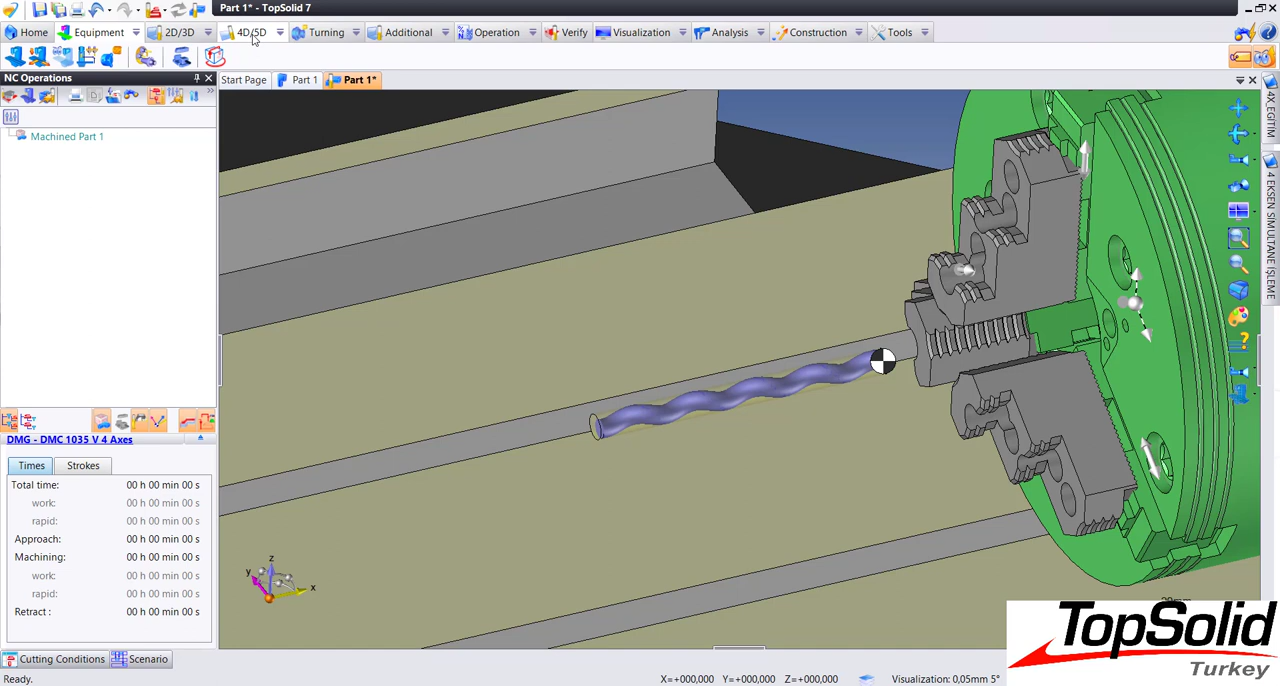 Part 1* - TopSolid 7
Home
Equipment
2D/3D
4D/5D
Turning
Additional
Operation
Verify
Visualization
Analysis
Construction
Tools
NC Operations
Start Page
Part 1
Part 1*
Machined Part 1
4X_EGITIM
4 EKSEN SIMULTANE İŞLEME
DMG - DMC 1035 V 4 Axes
Times
Strokes
Total time: 00 h 00 min 00 s
work: 00 h 00 min 00 s
rapid: 00 h 00 min 00 s
Approach: 00 h 00 min 00 s
Machining: 00 h 00 min 00 s
work: 00 h 00 min 00 s
rapid: 00 h 00 min 00 s
Retract : 00 h 00 min 00 s
z
y
x
TopSolid
Turkey
Cutting Conditions
Scenario
Ready.
X=+000,000
Y=+000,000
Z=+000,000
Visualization: 0,05mm 5°